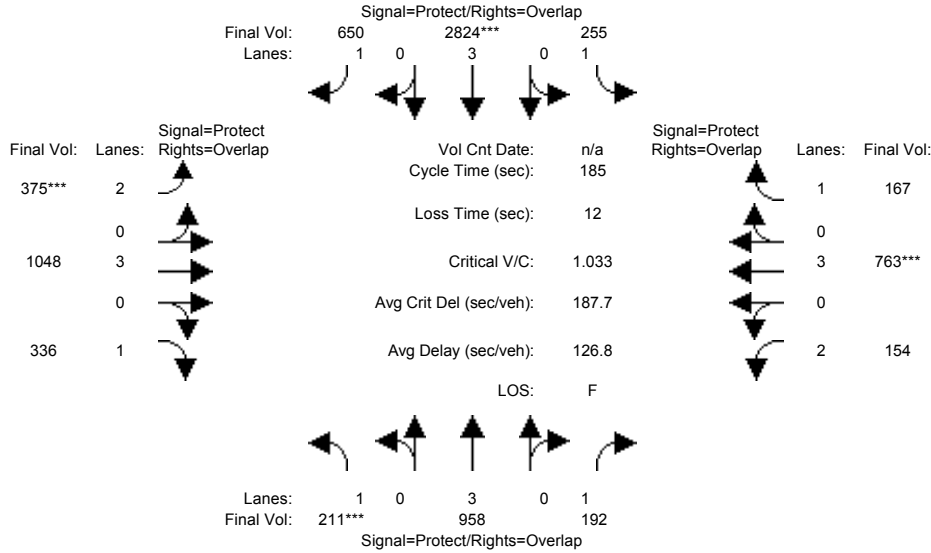 Signal=Protect/Rights=Overlap
Final Vol: 650 2824*** 255
Lanes: 1 0 3 0 1
Signal=Protect Signal=Protect
Final Vol: Lanes: Rights=Overlap Vol Cnt Date: n/a Rights=Overlap Lanes: Final Vol:
Cycle Time (sec): 185
375*** 2 1 167
Loss Time (sec): 12
0 0
1048 3 Critical V/C: 1.033 3 763***
0 Avg Crit Del (sec/veh): 187.7 0
336 1 Avg Delay (sec/veh): 126.8 2 154
LOS: F
Lanes: 1 0 3 0 1
Final Vol: 211*** 958 192
Signal=Protect/Rights=Overlap